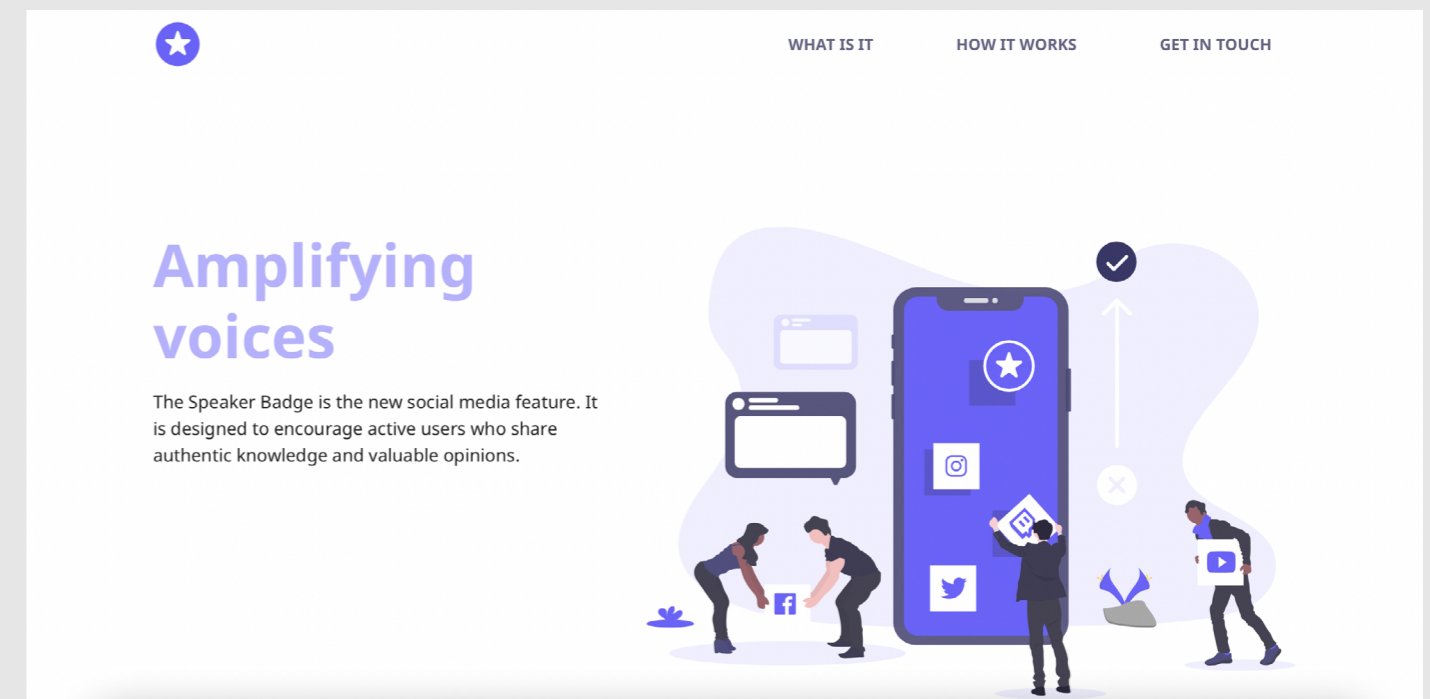 WHAT IS IT
HOW IT WORKS
GET IN TOUCH
Amplifying
voices
The Speaker Badge is the new social media feature. It
is designed to encourage active users who share
authentic knowledge and valuable opinions.